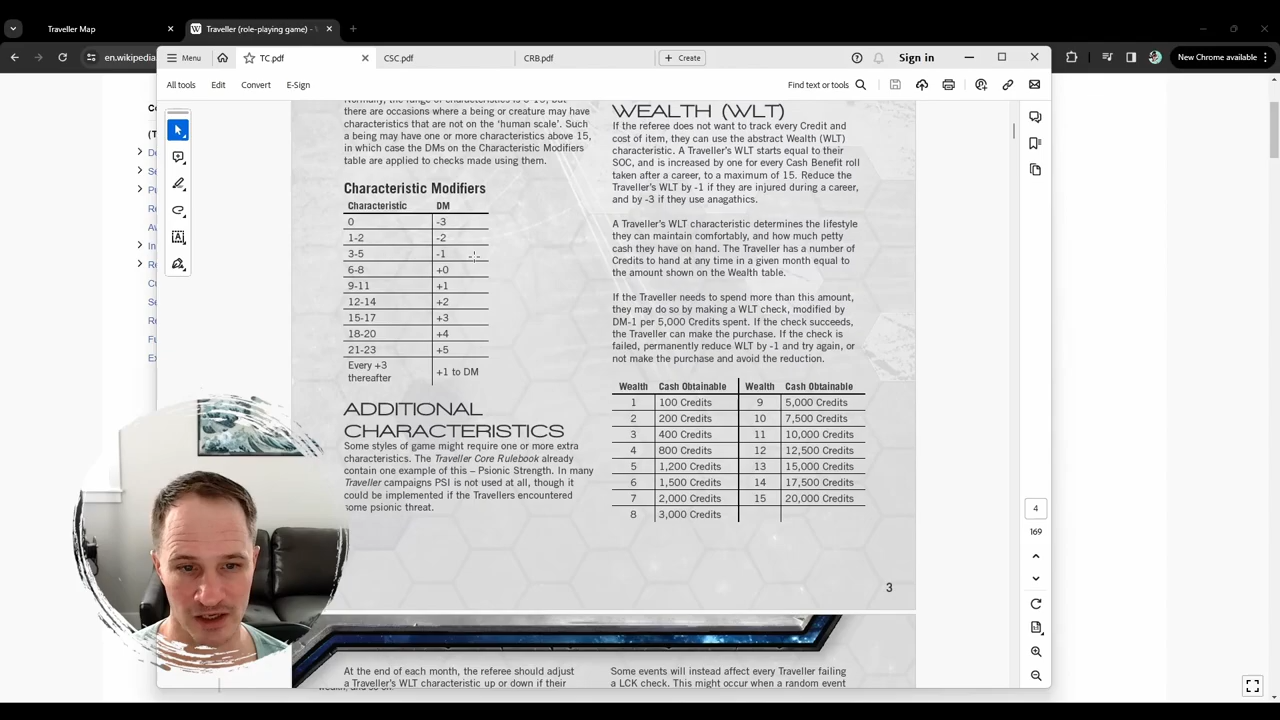 Traveller Map
Traveller (role-playing game) -
en.wikipedia.
New Chrome available
Menu
TC.pdf
CSC.pdf
CRB.pdf
Create
Sign in
All tools
Edit
Convert
E-Sign
Find text or tools
there are occasions where a being or creature may have
characteristics that are not on the 'human scale'. Such
a being may have one or more characteristics above 15,
in which case the DMs on the Characteristic Modifiers
table are applied to checks made using them.
Characteristic Modifiers
Characteristic DM
0 -3
1-2 -2
3-5 -1
6-8 +0
9-11 +1
12-14 +2
15-17 +3
18-20 +4
21-23 +5
Every +3
thereafter +1 to DM
ADDITIONAL
CHARACTERISTICS
Some styles of game might require one or more extra
characteristics. The Traveller Core Rulebook already
contain one example of this – Psionic Strength. In many
Traveller campaigns PSI is not used at all, though it
could be implemented if the Travellers encountered
some psionic threat.
WEALTH (WLT)
If the referee does not want to track every Credit and
cost of item, they can use the abstract Wealth (WLT)
characteristic. A Traveller's WLT starts equal to their
SOC, and is increased by one for every Cash Benefit roll
taken after a career, to a maximum of 15. Reduce the
Traveller's WLT by -1 if they are injured during a career,
and by -3 if they use anagathics.
A Traveller's WLT characteristic determines the lifestyle
they can maintain comfortably, and how much petty
cash they have on hand. The Traveller has a number of
Credits to hand at any time in a given month equal to
the amount shown on the Wealth table.
If the Traveller needs to spend more than this amount,
they may do so by making a WLT check, modified by
DM-1 per 5,000 Credits spent. If the check succeeds,
the Traveller can make the purchase. If the check is
failed, permanently reduce WLT by -1 and try again, or
not make the purchase and avoid the reduction.
Wealth Cash Obtainable Wealth Cash Obtainable
1 100 Credits 9 5,000 Credits
2 200 Credits 10 7,500 Credits
3 400 Credits 11 10,000 Credits
4 800 Credits 12 12,500 Credits
5 1,200 Credits 13 15,000 Credits
6 1,500 Credits 14 17,500 Credits
7 2,000 Credits 15 20,000 Credits
8 3,000 Credits
3
4
169
At the end of each month, the referee should adjust
a Traveller's WLT characteristic up or down if their
Some events will instead affect every Traveller failing
a LCK check. This might occur when a random event